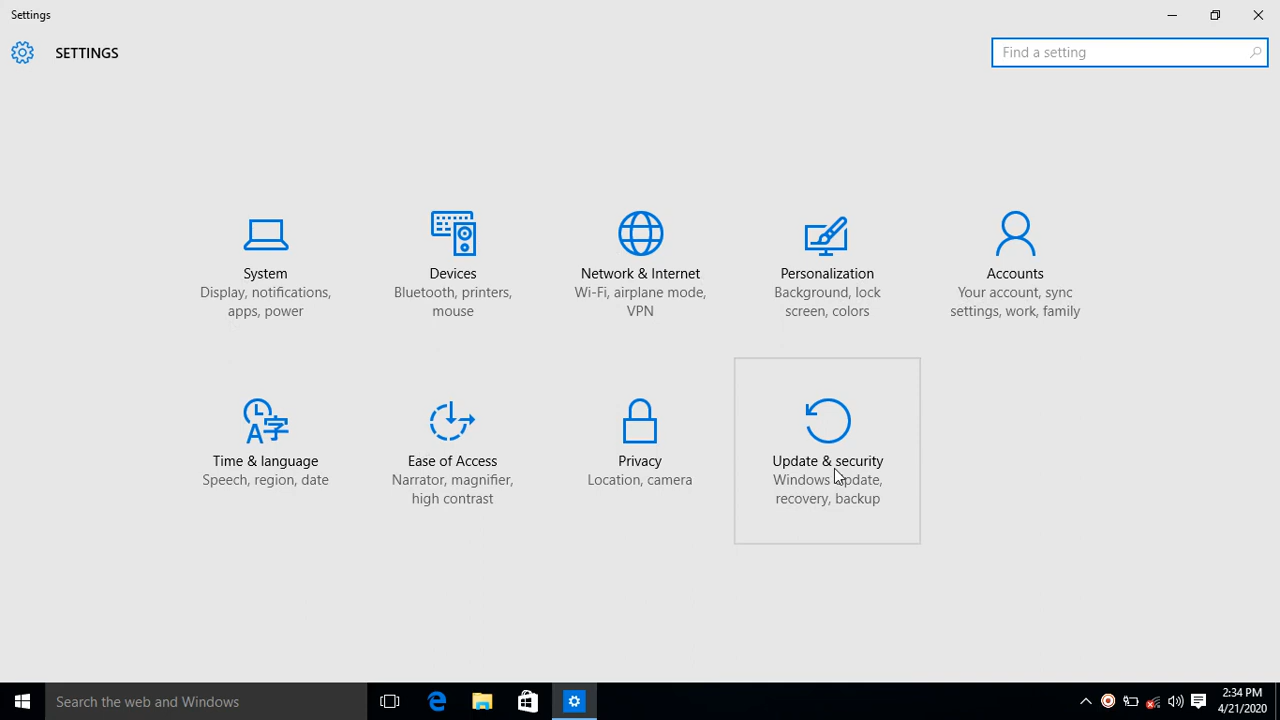 Settings
SETTINGS
Find a setting
System
Display, notifications,
apps, power
Devices
Bluetooth, printers,
mouse
Network & Internet
Wi-Fi, airplane mode,
VPN
Personalization
Background, lock
screen, colors
Accounts
Your account, sync
settings, work, family
Time & language
Speech, region, date
Ease of Access
Narrator, magnifier,
high contrast
Privacy
Location, camera
Update & security
Windows update,
recovery, backup
Search the web and Windows
2:34 PM
4/21/2020